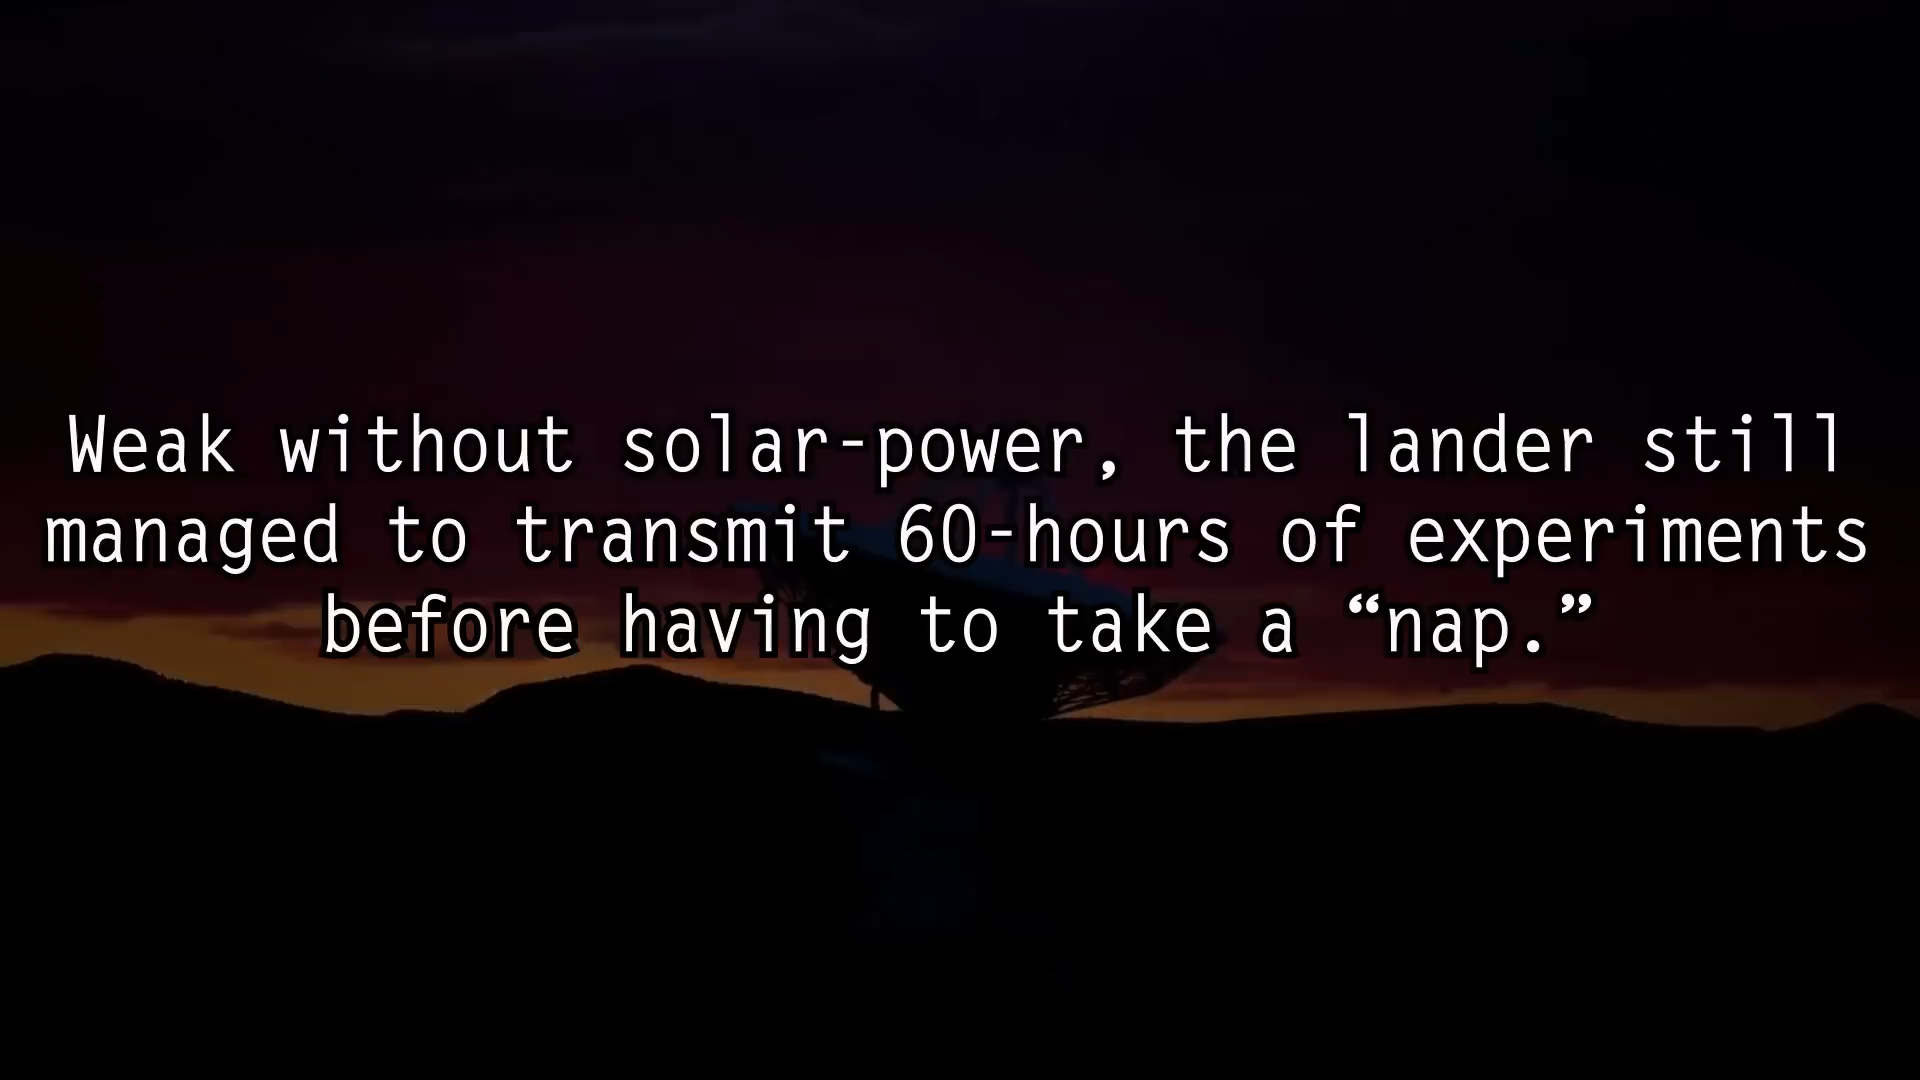 Weak without solar-power, the lander still
managed to transmit 60-hours of experiments
before having to take a “nap.”